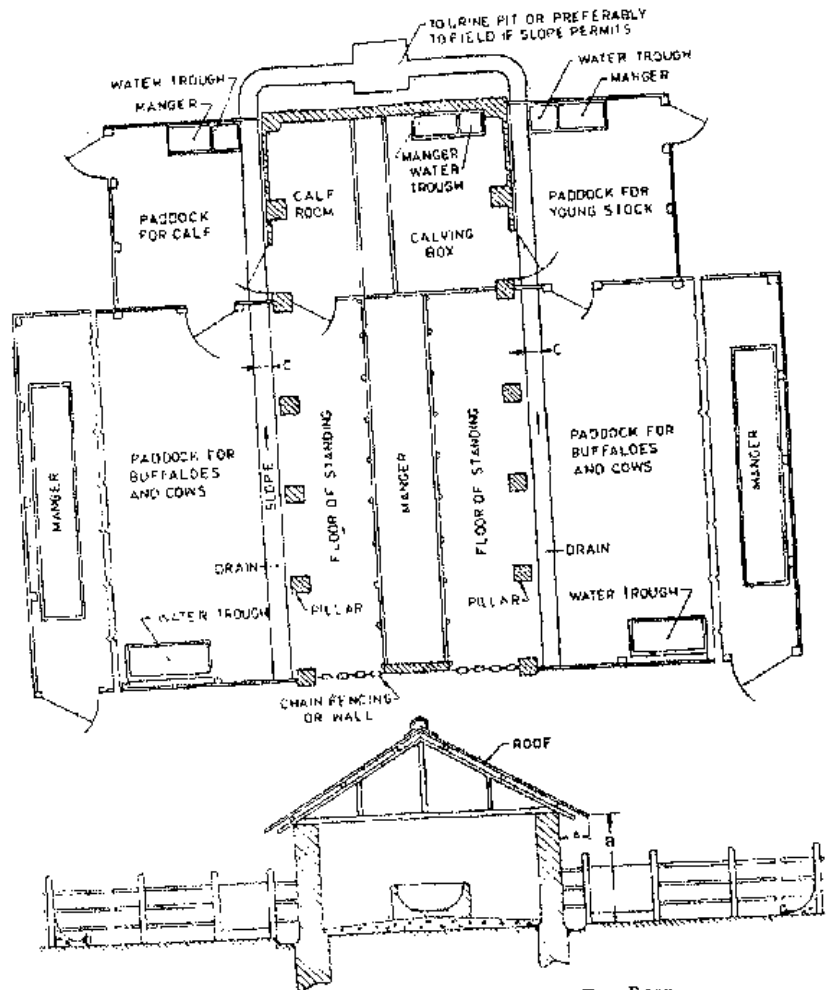 TO URINE PIT OR PREFERABLY
TO FIELD IF SLOPE PERMITS
WATER TROUGH
MANGER
WATER TROUGH
MANGER
MANGER
WATER
TROUGH
CALF
ROOM
PADDOCK
FOR CALF
PADDOCK FOR
YOUNG STOCK
CALVING
BOX
C
C
MANGER
PADDOCK FOR
BUFFALOES
AND COWS
SLOPE
FLOOR OF STANDING
MANGER
FLOOR OF STANDING
PADDOCK FOR
BUFFALOES
AND COWS
MANGER
DRAIN
DRAIN
WATER TROUGH
PILLAR
PILLAR
WATER TROUGH
CHAIN FENCING
OR WALL
ROOF
A
B